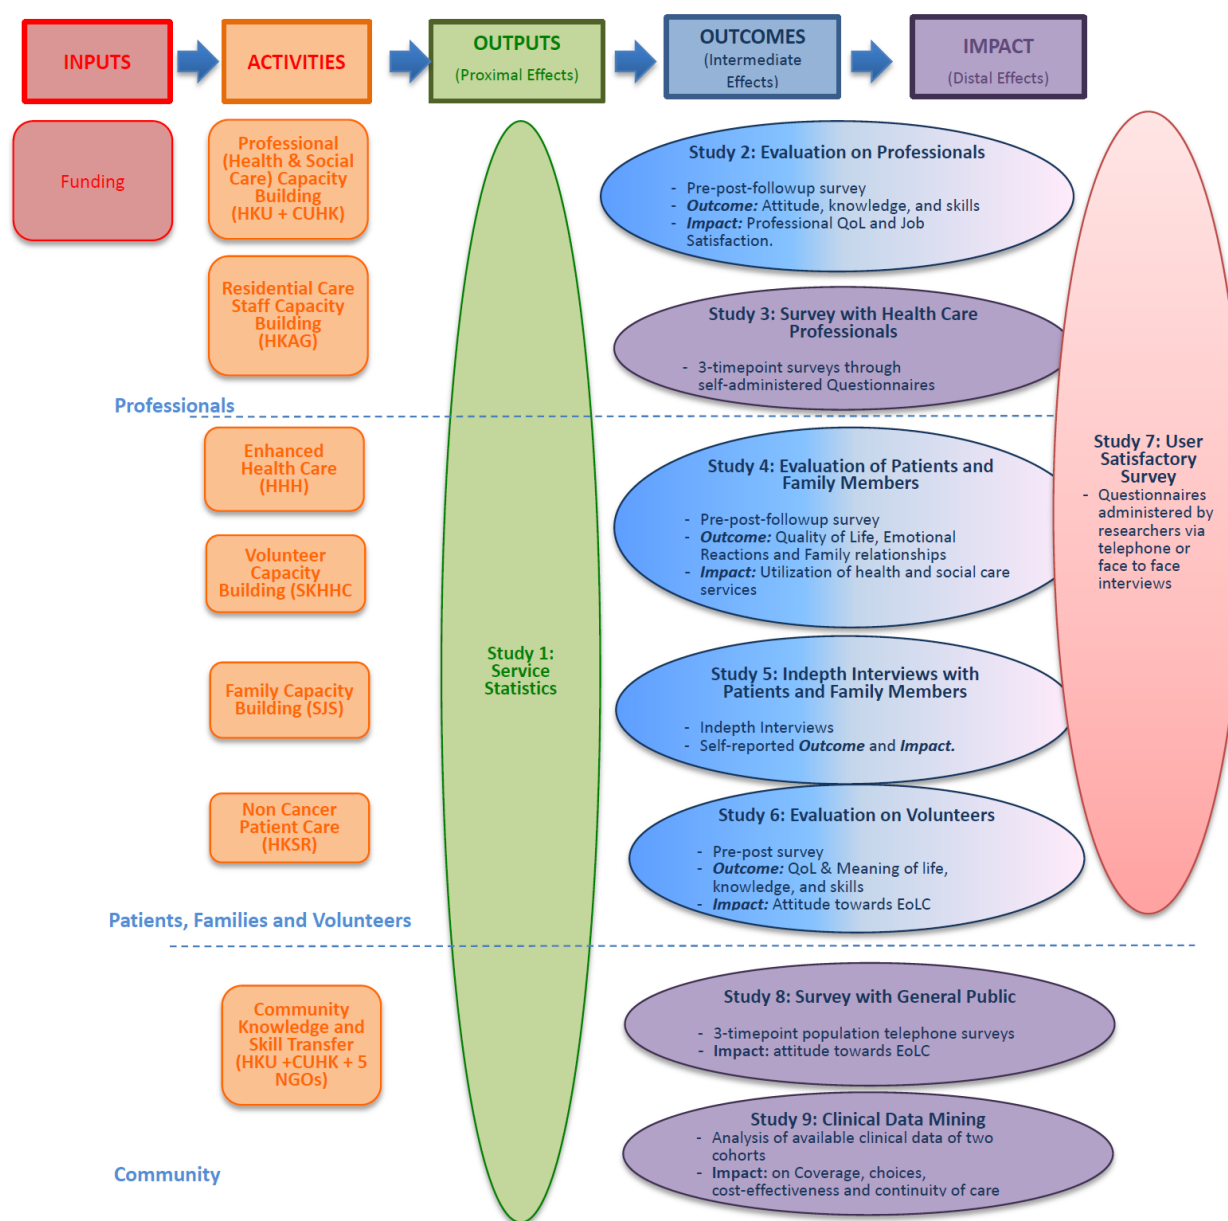 INPUTS
ACTIVITIES
OUTPUTS
(Proximal Effects)
OUTCOMES
(Intermediate
Effects)
IMPACT
(Distal Effects)
Funding
Professional
(Health & Social
Care) Capacity
Building
(HKU + CUHK)
Residential Care
Staff Capacity
Building
(HKAG)
Professionals
Enhanced
Health Care
(HHH)
Volunteer
Capacity
Building (SKHHC
Family Capacity
Building (SJS)
Non Cancer
Patient Care
(HKSR)
Patients, Families and Volunteers
Community
Knowledge and
Skill Transfer
(HKU +CUHK + 5
NGOs)
Community
Study 1:
Service
Statistics
Study 2: Evaluation on Professionals
- Pre-post-followup survey
- Outcome: Attitude, knowledge, and skills
- Impact: Professional QoL and Job
Satisfaction.
Study 3: Survey with Health Care
Professionals
- 3-timepoint surveys through
self-administered Questionnaires
Study 4: Evaluation of Patients and
Family Members
- Pre-post-followup survey
- Outcome: Quality of Life, Emotional
Reactions and Family relationships
- Impact: Utilization of health and social care
services
Study 5: Indepth Interviews with
Patients and Family Members
- Indepth Interviews
- Self-reported Outcome and Impact.
Study 6: Evaluation on Volunteers
- Pre-post survey
- Outcome: QoL & Meaning of life,
knowledge, and skills
- Impact: Attitude towards EoLC
Study 7: User
Satisfactory
Survey
- Questionnaires
administered by
researchers via
telephone or
face to face
interviews
Study 8: Survey with General Public
- 3-timepoint population telephone surveys
- Impact: attitude towards EoLC
Study 9: Clinical Data Mining
- Analysis of available clinical data of two
cohorts
- Impact: on Coverage, choices,
cost-effectiveness and continuity of care